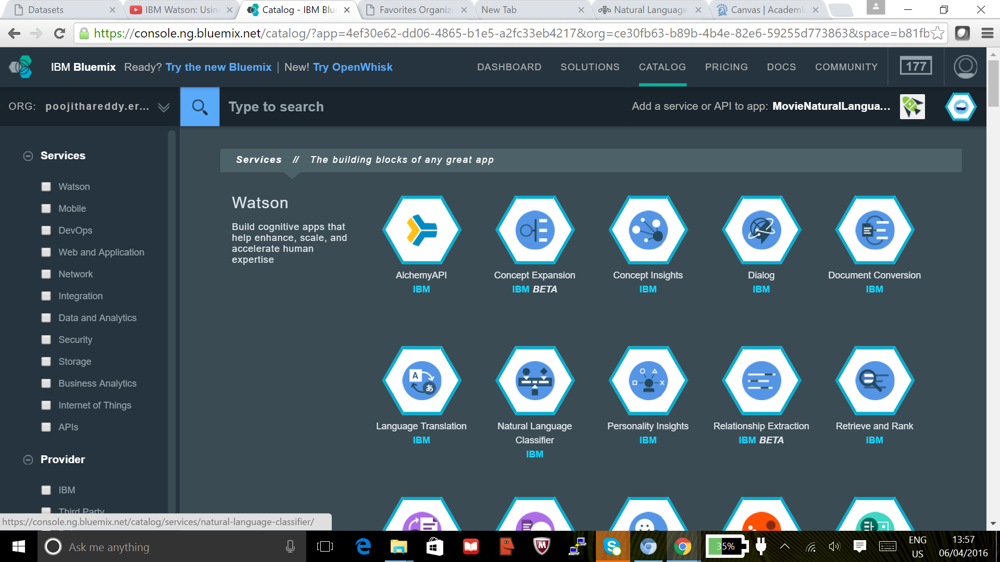 Datasets
IBM Watson: Usin
Catalog - IBM Blu
Favorites Organize
New Tab
Natural Language
Canvas | Academi
https://console.ng.bluemix.net/catalog/?app=4ef30e62-dd06-4865-b1e5-a2fc33eb4217&org=ce30fb63-b89b-4b4e-82e6-59255d773863&space=b81fb
IBM Bluemix Ready? Try the new Bluemix | New! Try OpenWhisk
DASHBOARD SOLUTIONS CATALOG PRICING DOCS COMMUNITY 177
ORG: poojithareddy.er...
Type to search
Add a service or API to app: MovieNaturalLangua...
Services
Watson
Mobile
DevOps
Web and Application
Network
Integration
Data and Analytics
Security
Storage
Business Analytics
Internet of Things
APIs
Provider
IBM
Third Party
https://console.ng.bluemix.net/catalog/services/natural-language-classifier/
Services // The building blocks of any great app
Watson
Build cognitive apps that
help enhance, scale, and
accelerate human
expertise
AlchemyAPI
IBM
Concept Expansion
IBM BETA
Concept Insights
IBM
Dialog
IBM
Document Conversion
IBM
Language Translation
IBM
Natural Language
Classifier
IBM
Personality Insights
IBM
Relationship Extraction
IBM BETA
Retrieve and Rank
IBM
Ask me anything
35%
ENG
US
13:57
06/04/2016